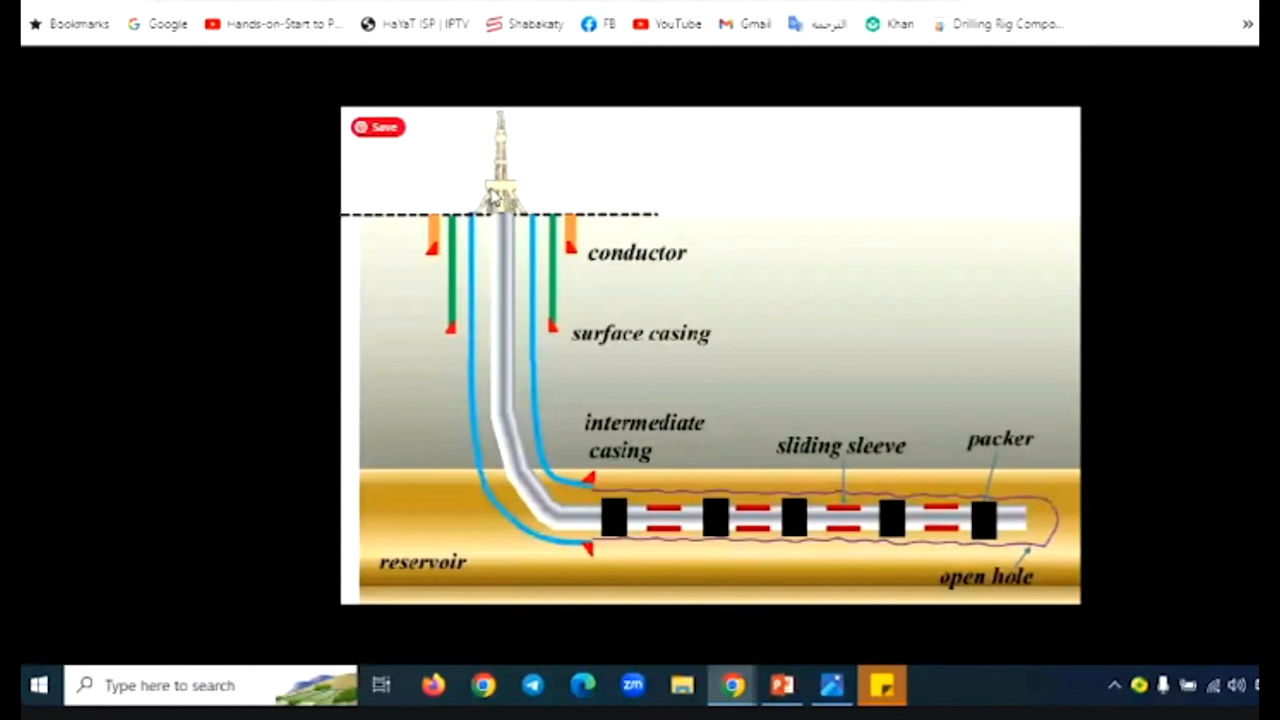 Bookmarks Google Hands-on-Start to P... HaYaT ISP | IPTV Shabakaty FB YouTube Gmail الترجمة Khan Drilling Rig Compo... »
Save
conductor
surface casing
intermediate
casing
sliding sleeve
packer
reservoir
open hole
Type here to search
zm